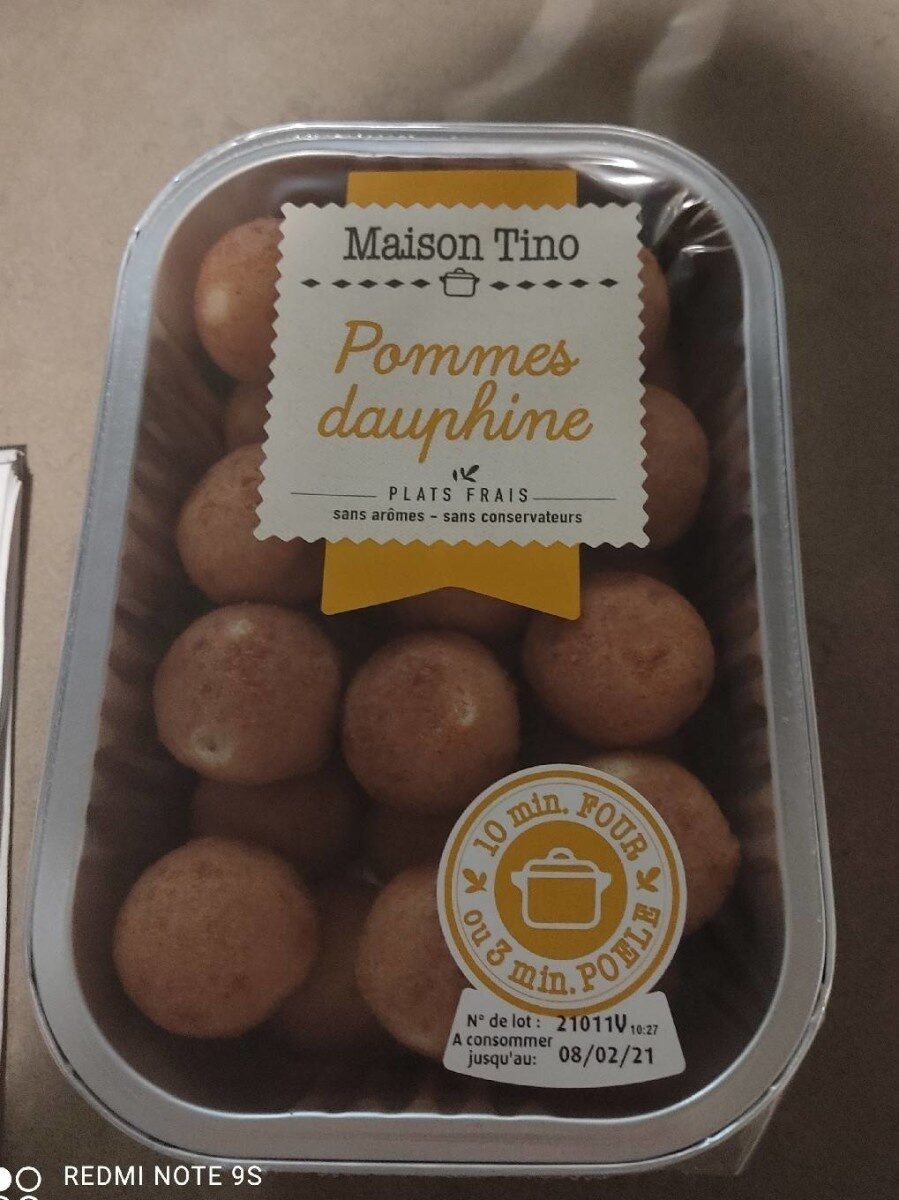 Maison Tino
Pommes
dauphine
PLATS FRAIS
sans arômes - sans conservateurs
10 min. FOUR
ou 3 min. POELE
N° de lot : 21011V 10:27
A consommer
jusqu'au: 08/02/21
REDMI NOTE 9S